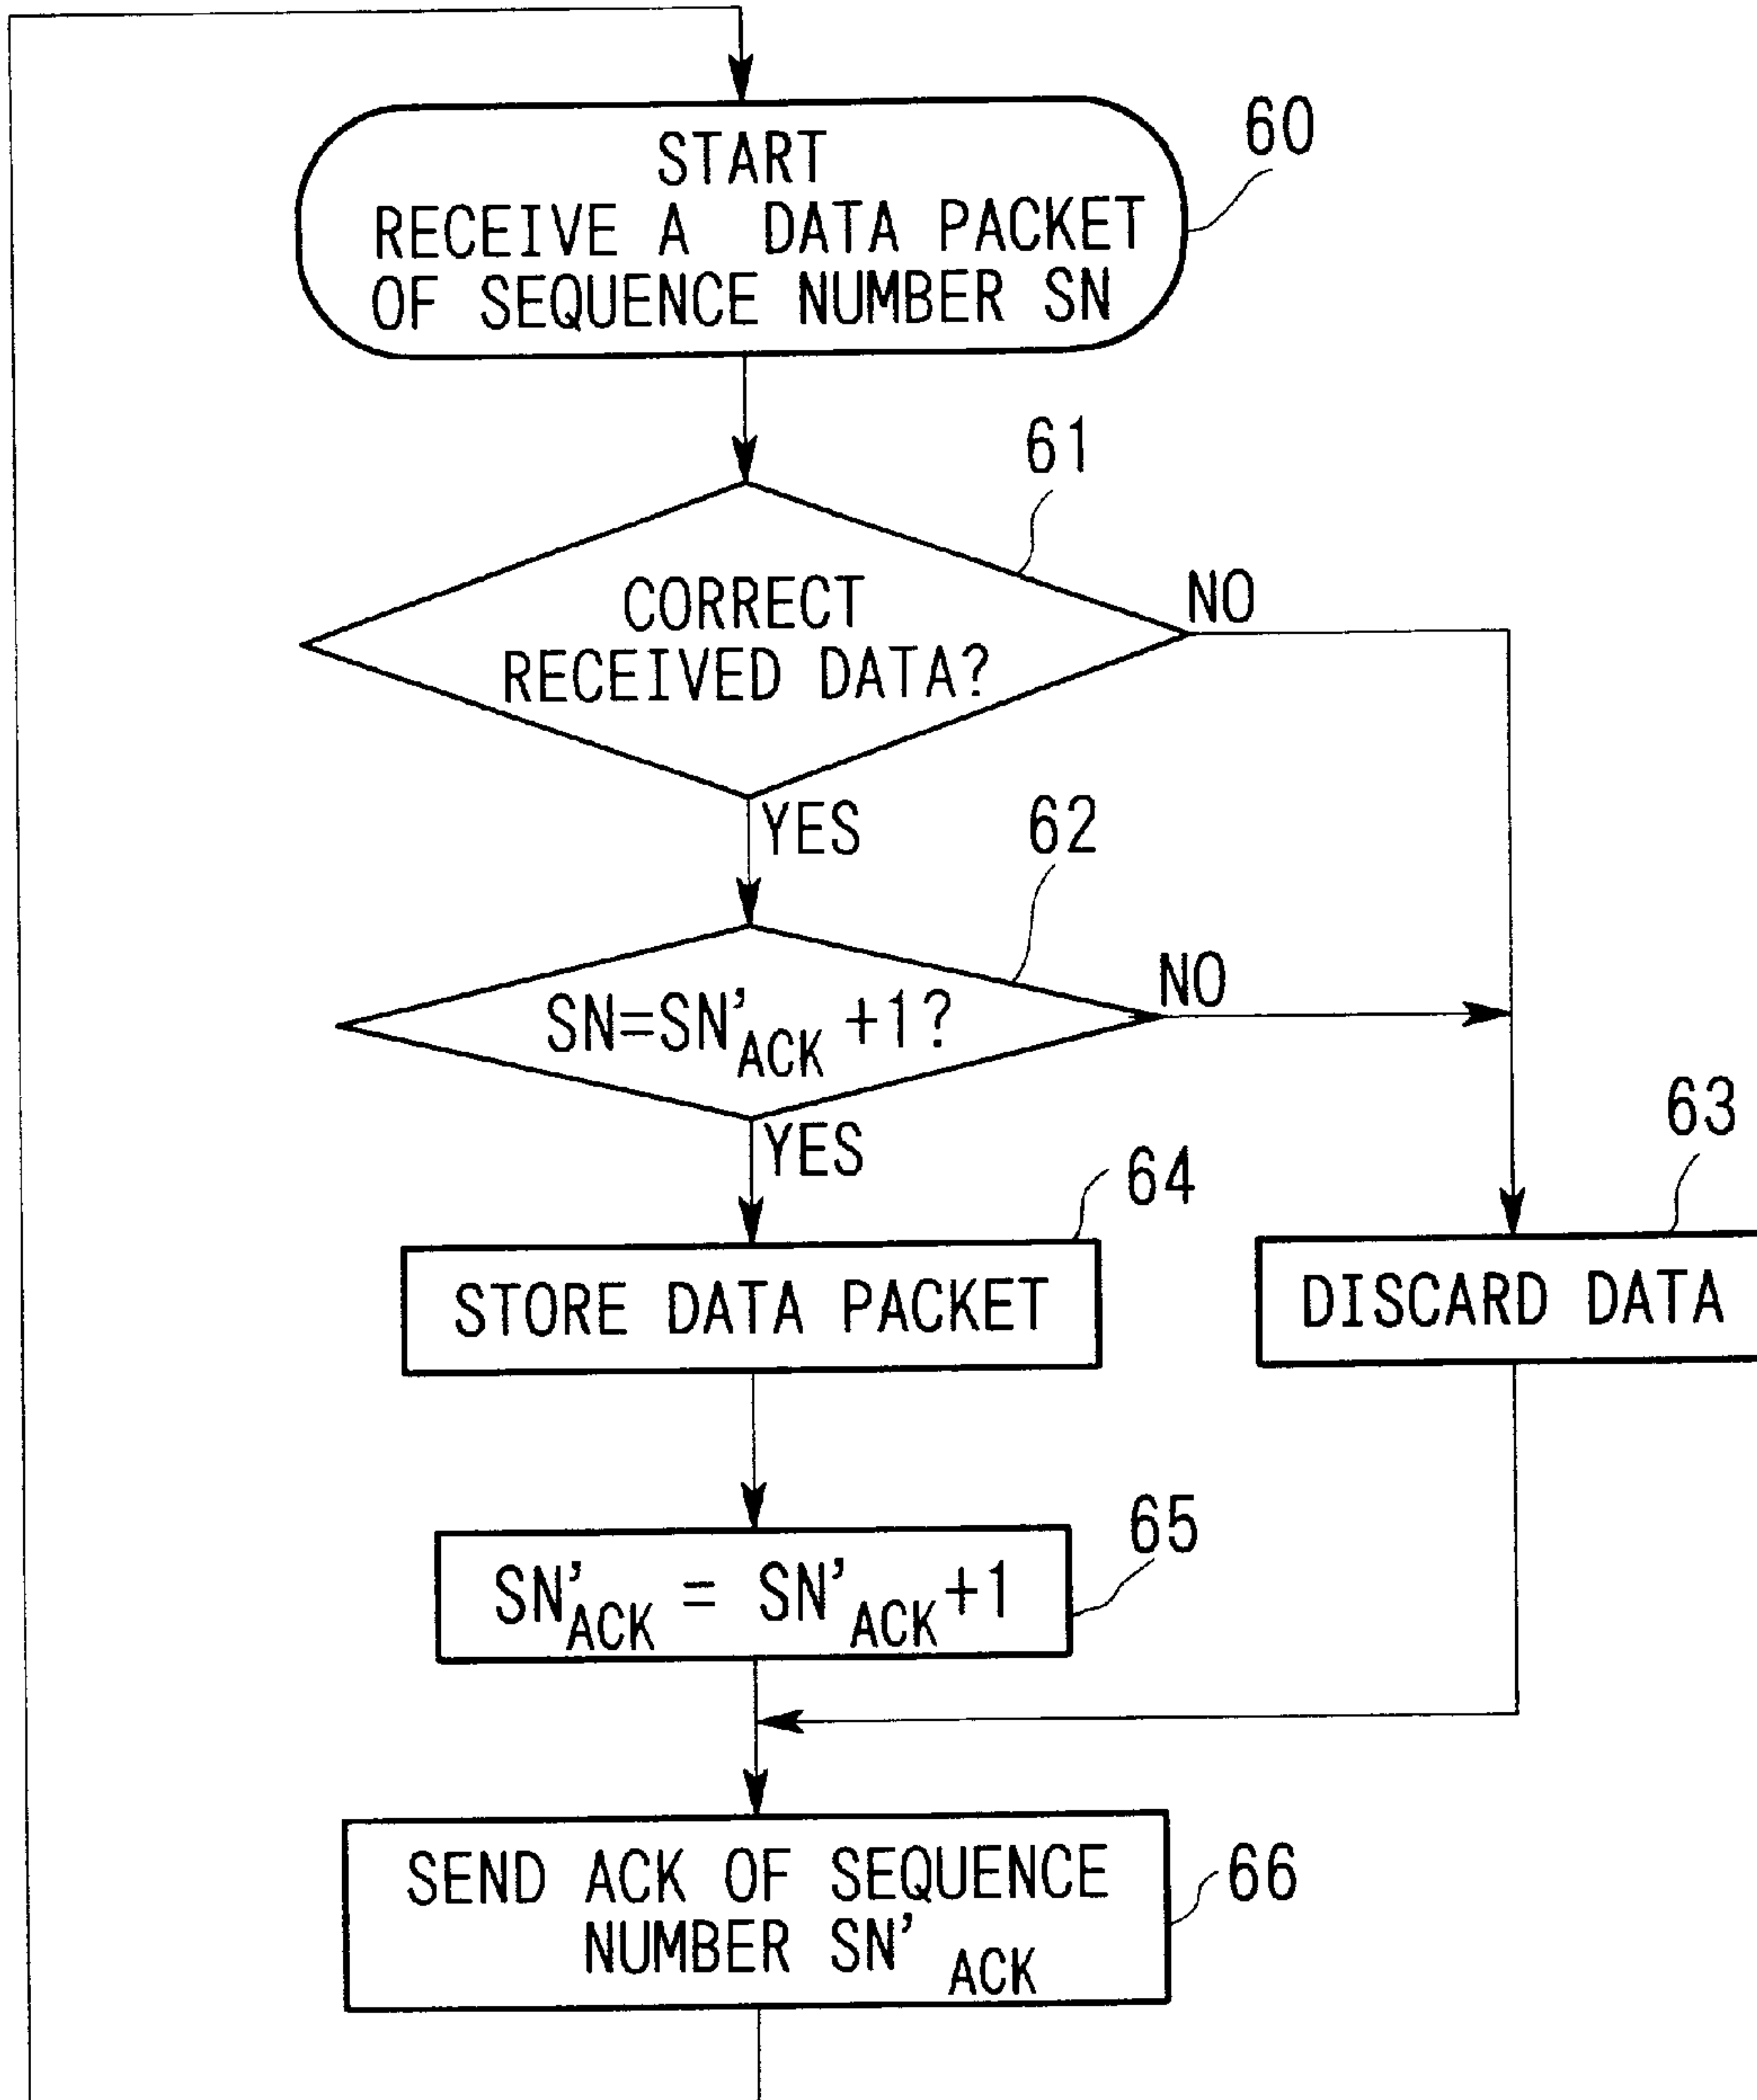 START
RECEIVE A DATA PACKET
OF SEQUENCE NUMBER SN
60
61
CORRECT
RECEIVED DATA?
NO
YES
62
SN=SN'ACK +1?
NO
YES
63
64
STORE DATA PACKET
DISCARD DATA
65
SN'ACK = SN'ACK+1
SEND ACK OF SEQUENCE
NUMBER SN'ACK
66